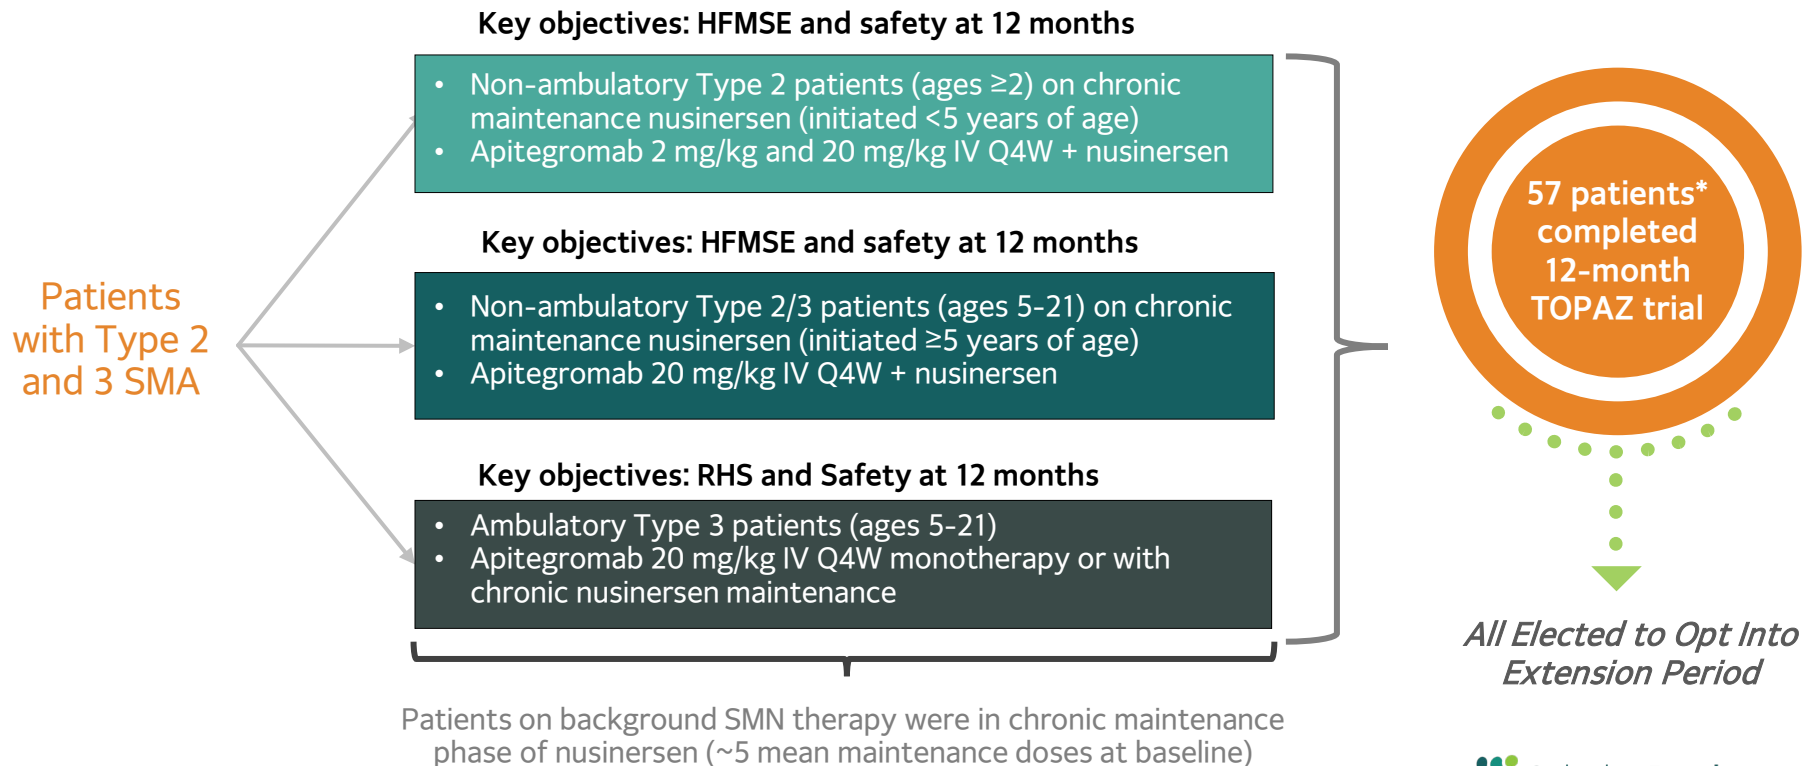 Key objectives: HFMSE and safety at 12 months
• Non-ambulatory Type 2 patients (ages ≥2) on chronic
maintenance nusinersen (initiated <5 years of age)
• Apitegromab 2 mg/kg and 20 mg/kg IV Q4W + nusinersen
Key objectives: HFMSE and safety at 12 months
Patients
with Type 2
and 3 SMA
• Non-ambulatory Type 2/3 patients (ages 5-21) on chronic
maintenance nusinersen (initiated ≥5 years of age)
• Apitegromab 20 mg/kg IV Q4W + nusinersen
Key objectives: RHS and Safety at 12 months
• Ambulatory Type 3 patients (ages 5-21)
• Apitegromab 20 mg/kg IV Q4W monotherapy or with
chronic nusinersen maintenance
Patients on background SMN therapy were in chronic maintenance
phase of nusinersen (~5 mean maintenance doses at baseline)
57 patients*
completed
12-month
TOPAZ trial
All Elected to Opt Into
Extension Period